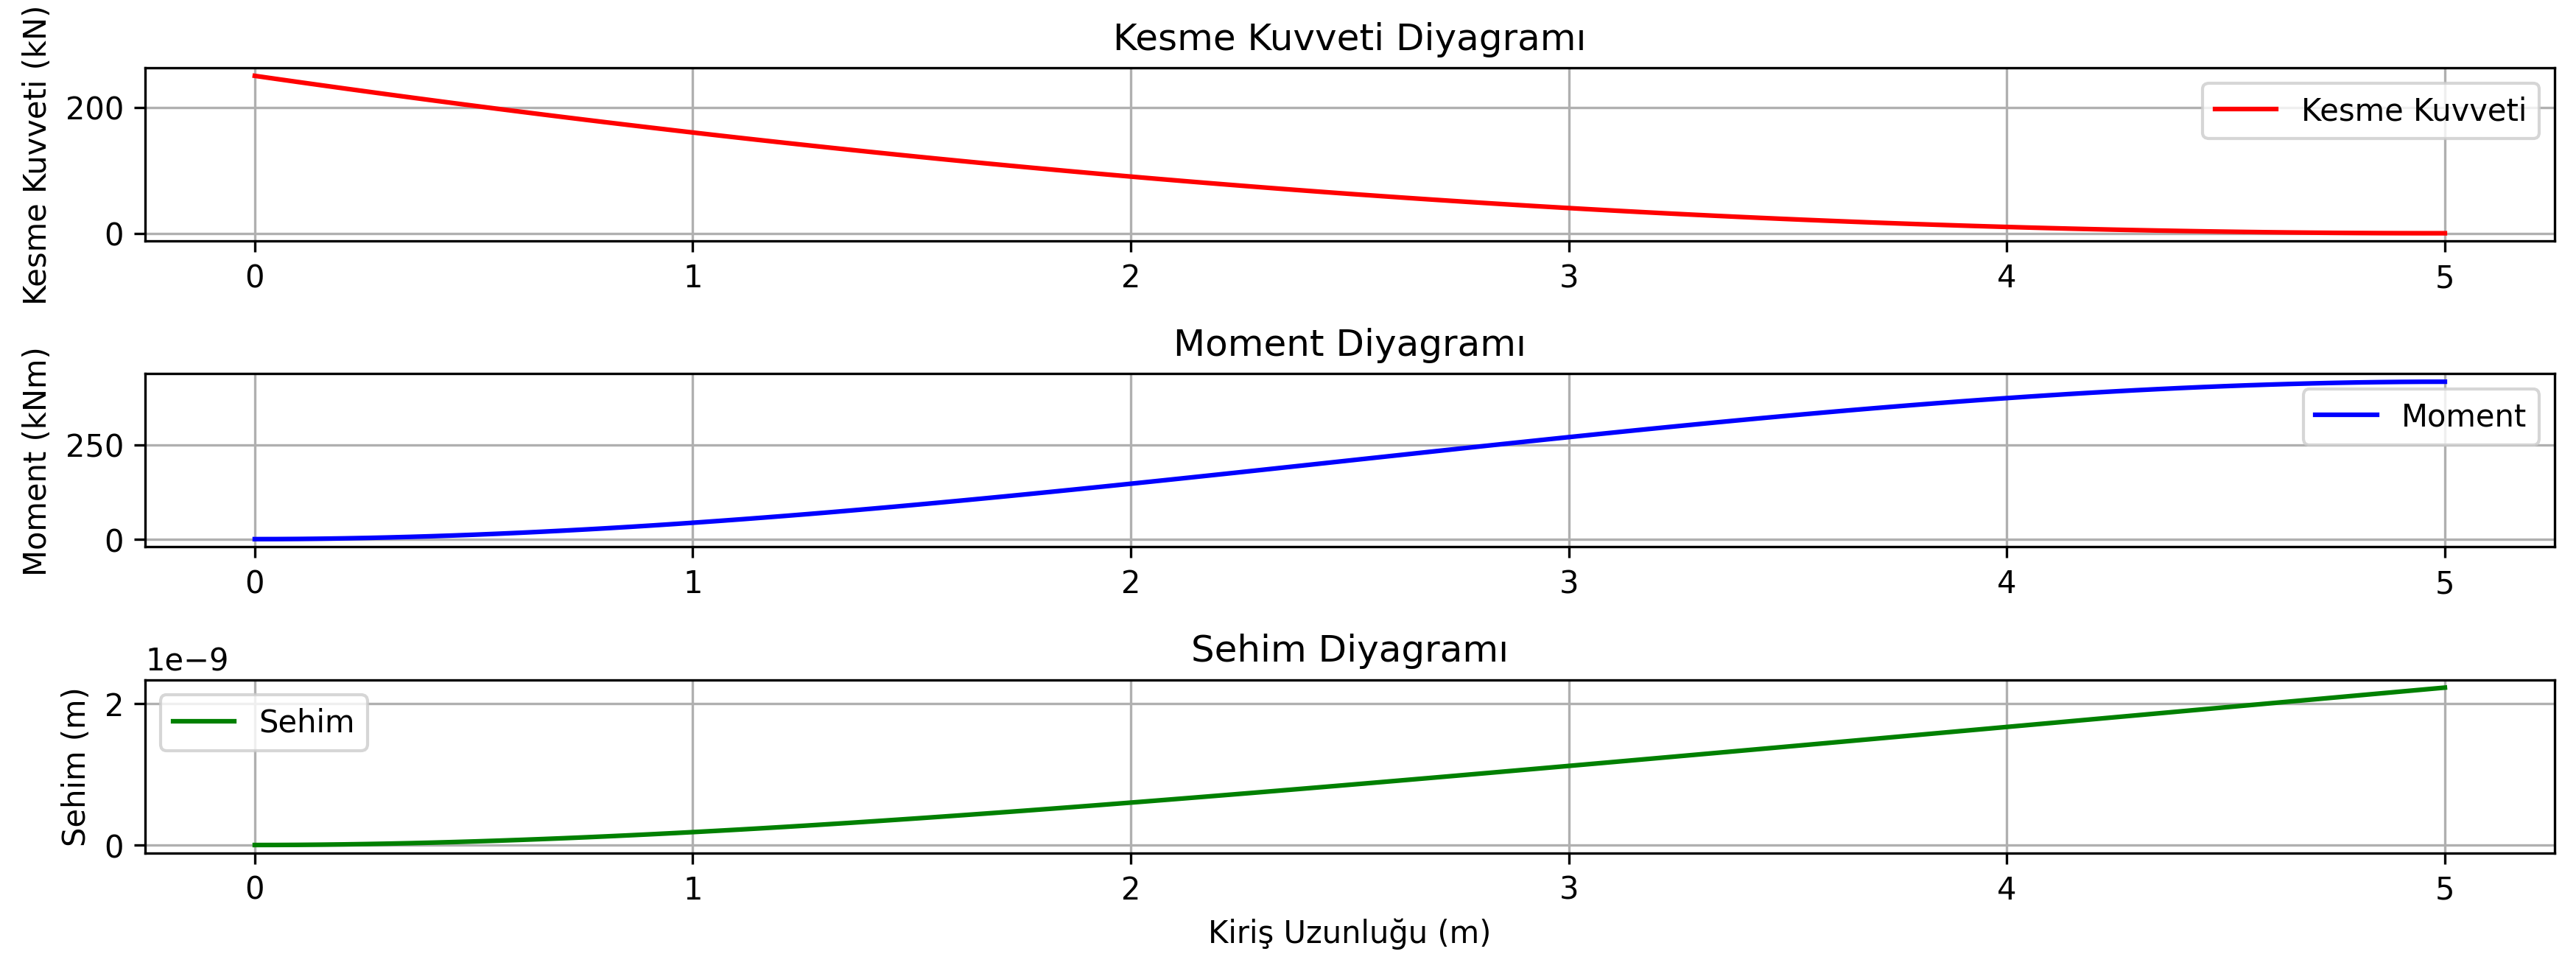 Kesme Kuvveti Diyagramı
Kesme Kuvveti (kN)
200
0
Kesme Kuvveti
0 1 2 3 4 5
Moment Diyagramı
Moment (kNm)
250
0
Moment
0 1 2 3 4 5
Sehim Diyagramı
1e−9
Sehim (m)
2
0
Sehim
0 1 2 3 4 5
Kiriş Uzunluğu (m)